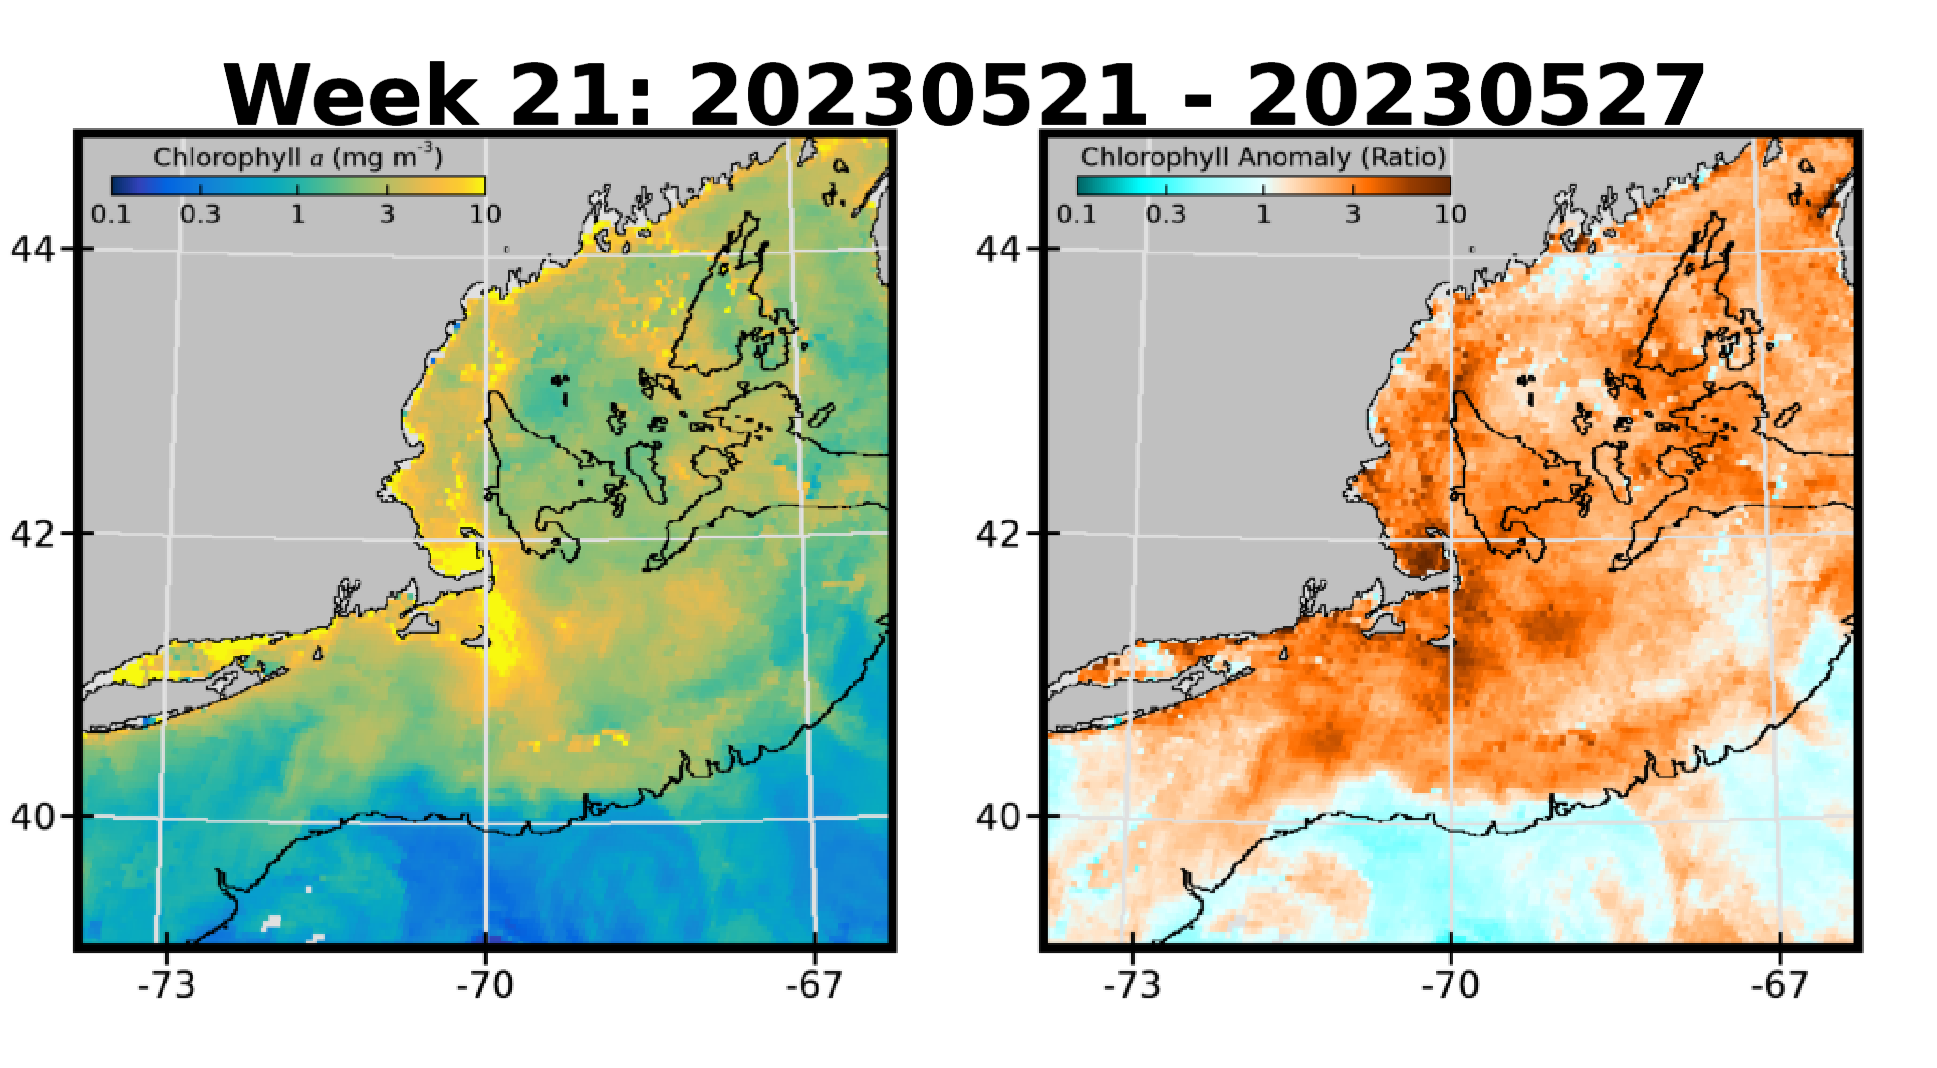 Week 21: 20230521 - 20230527
Chlorophyll a (mg m-3)
0.1 0.3 1 3 10
44
42
40
-73 -70 -67
Chlorophyll Anomaly (Ratio)
0.1 0.3 1 3 10
44
42
40
-73 -70 -67